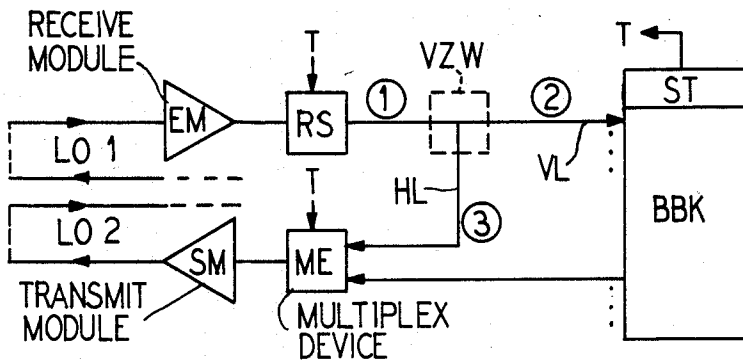 RECEIVE
MODULE
EM
T
RS
①
VZW
②
T
ST
LO 1
HL
VL
BBK
LO 2
T
③
SM
ME
TRANSMIT
MODULE
MULTIPLEX
DEVICE